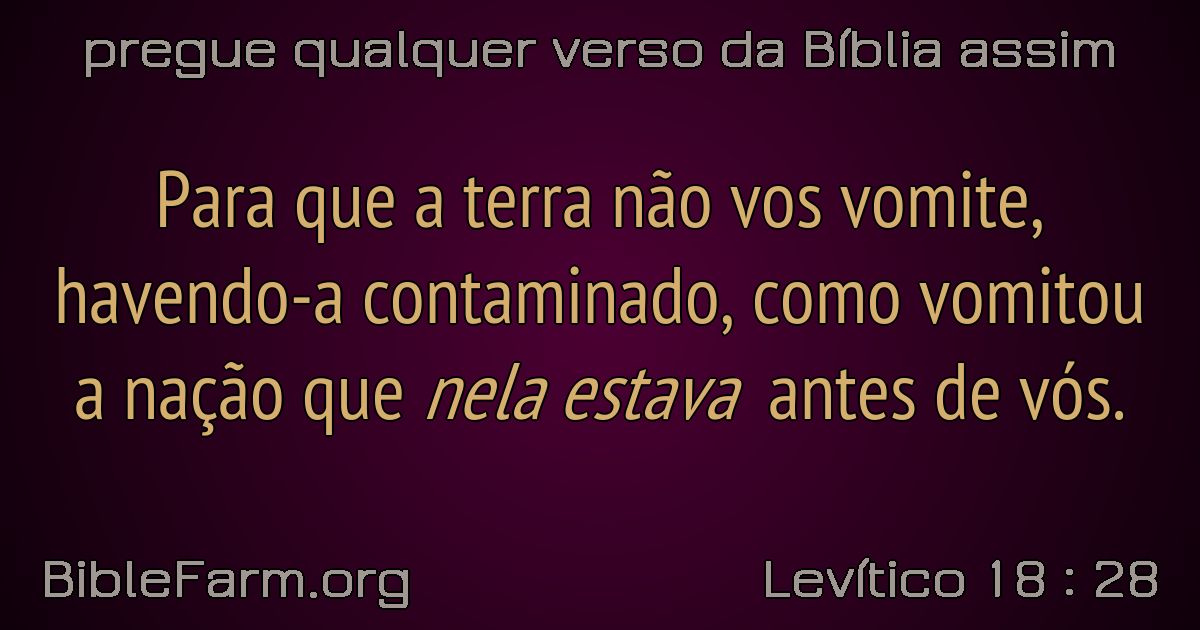 pregue qualquer verso da Bíblia assim
Para que a terra não vos vomite,
havendo-a contaminado, como vomitou
a nação que nela estava antes de vós.
BibleFarm.org
Levítico 18 : 28